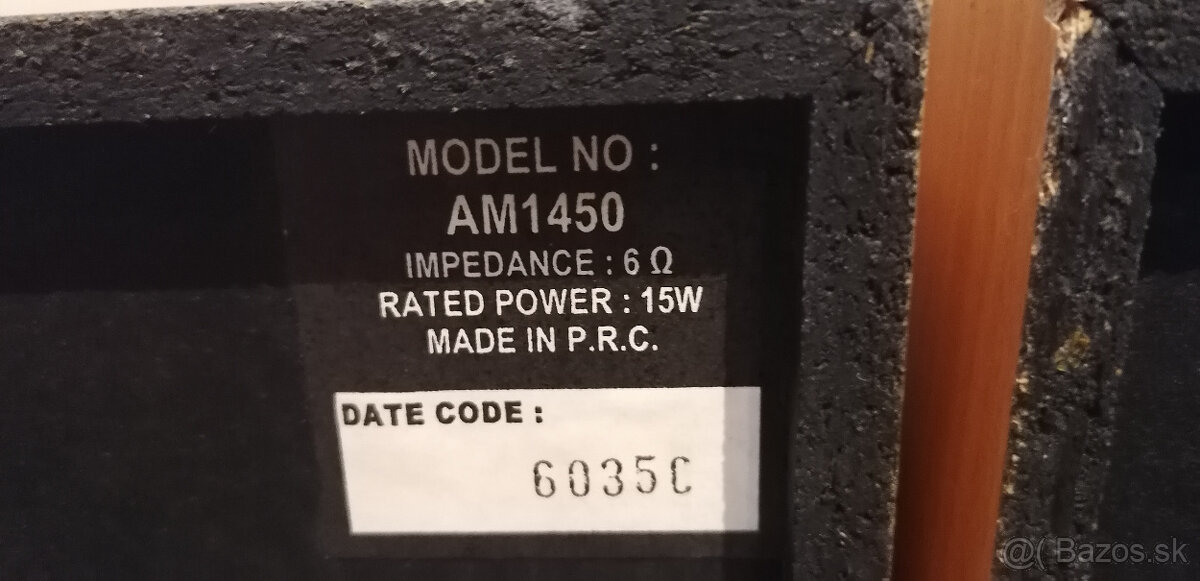 MODEL NO :
AM1450
IMPEDANCE : 6 Ω
RATED POWER : 15W
MADE IN P.R.C.
DATE CODE :
6035C
@( Bazos.sk